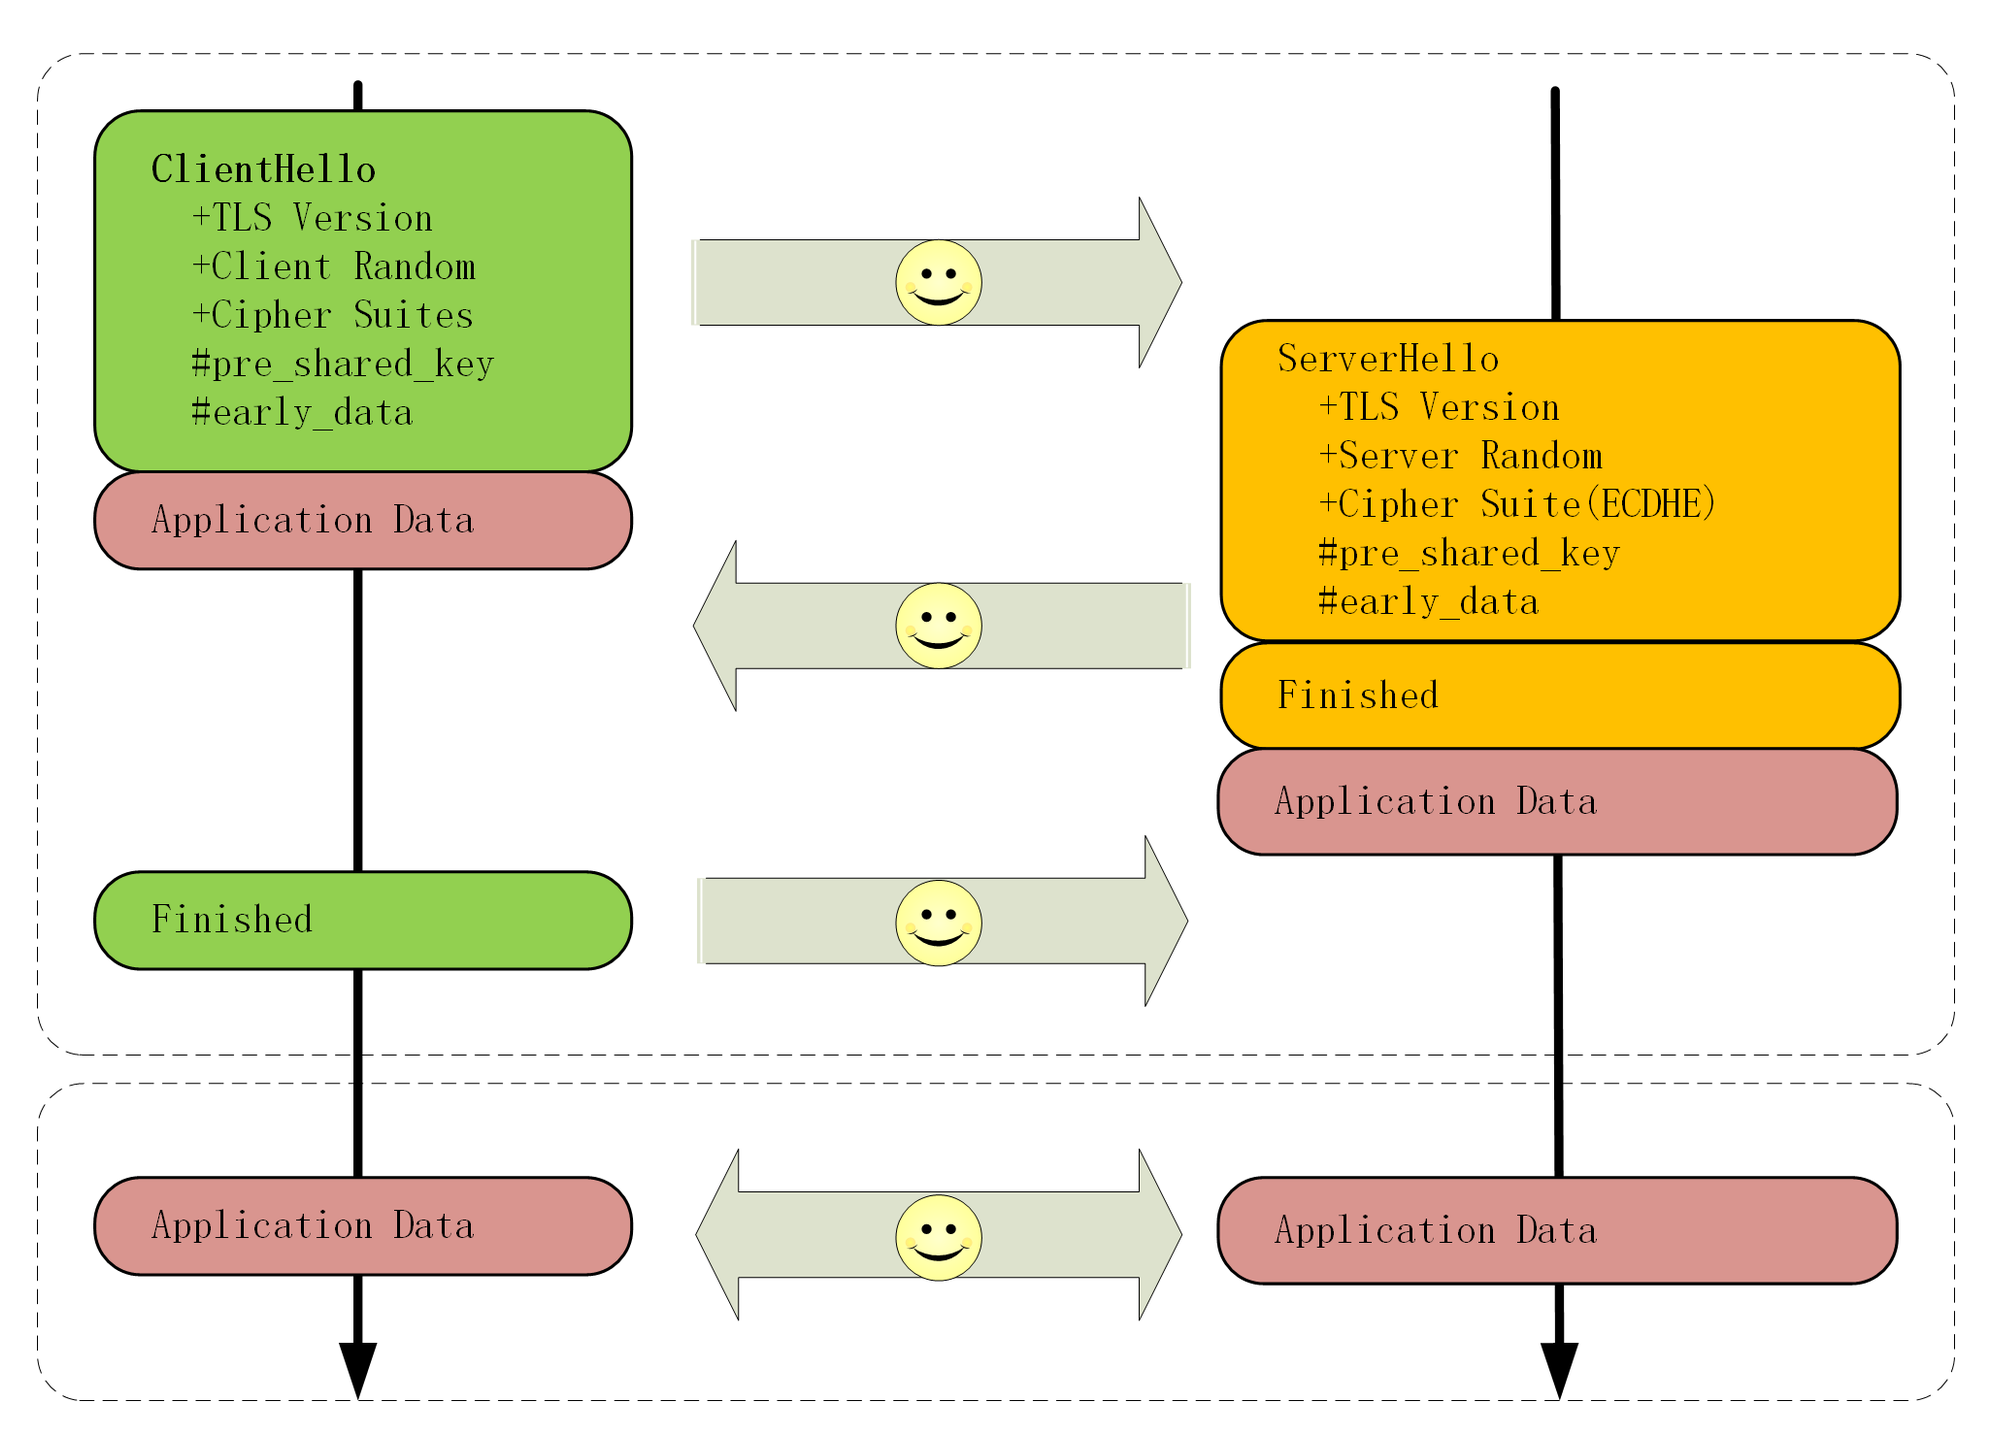 ClientHello
+TLS Version
+Client Random
+Cipher Suites
#pre_shared_key
#early_data
Application Data
ServerHello
+TLS Version
+Server Random
+Cipher Suite(ECDHE)
#pre_shared_key
#early_data
Finished
Application Data
Finished
Application Data
Application Data